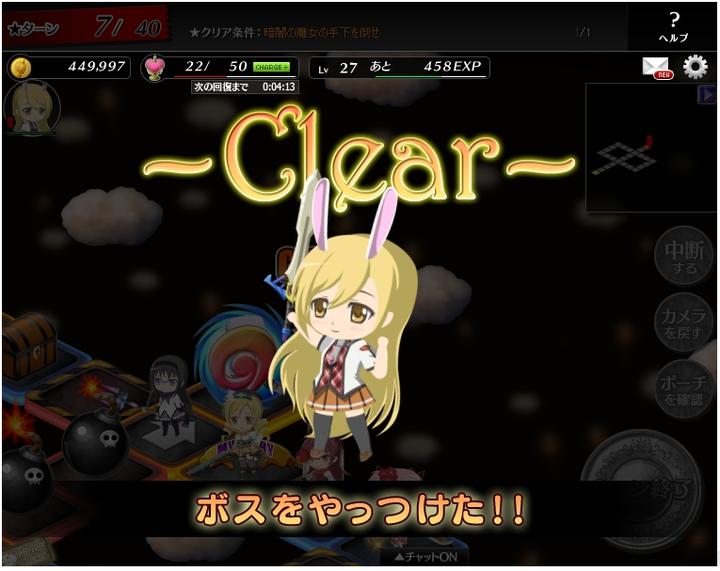 ★ターン 7/ 40
★クリア条件：暗闇の魔女の手下を倒せ 1/1
?
ヘルプ
449,997
22/ 50 CHARGE+
Lv 27 あと 458EXP
NEW
次の回復まで 0:04:13
~Clear~
中断
する
カメラ
を戻す
ポーチ
を確認
ン終了
ボスをやっつけた!!
▲チャットON